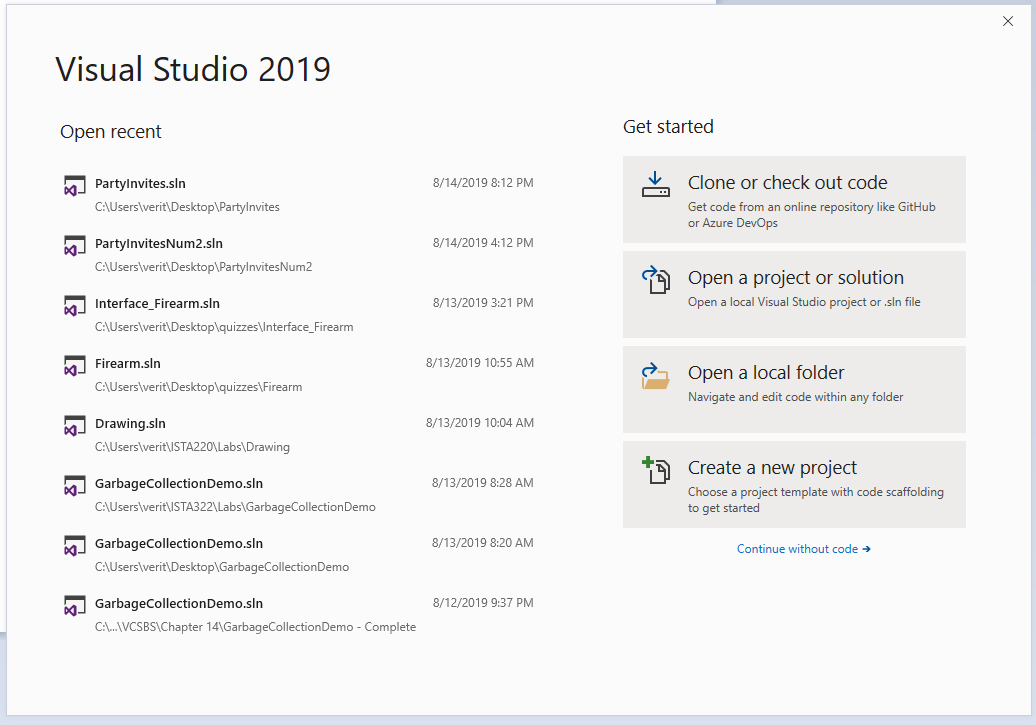 Visual Studio 2019
Open recent
PartyInvites.sln 8/14/2019 8:12 PM
C:\Users\verit\Desktop\PartyInvites
PartyInvitesNum2.sln 8/14/2019 4:12 PM
C:\Users\verit\Desktop\PartyInvitesNum2
Interface_Firearm.sln 8/13/2019 3:21 PM
C:\Users\verit\Desktop\quizzes\Interface_Firearm
Firearm.sln 8/13/2019 10:55 AM
C:\Users\verit\Desktop\quizzes\Firearm
Drawing.sln 8/13/2019 10:04 AM
C:\Users\verit\ISTA220\Labs\Drawing
GarbageCollectionDemo.sln 8/13/2019 8:28 AM
C:\Users\verit\ISTA322\Labs\GarbageCollectionDemo
GarbageCollectionDemo.sln 8/13/2019 8:20 AM
C:\Users\verit\Desktop\GarbageCollectionDemo
GarbageCollectionDemo.sln 8/12/2019 9:37 PM
C:\...\VCSBS\Chapter 14\GarbageCollectionDemo - Complete
Get started
Clone or check out code
Get code from an online repository like GitHub
or Azure DevOps
Open a project or solution
Open a local Visual Studio project or .sln file
Open a local folder
Navigate and edit code within any folder
Create a new project
Choose a project template with code scaffolding
to get started
Continue without code →